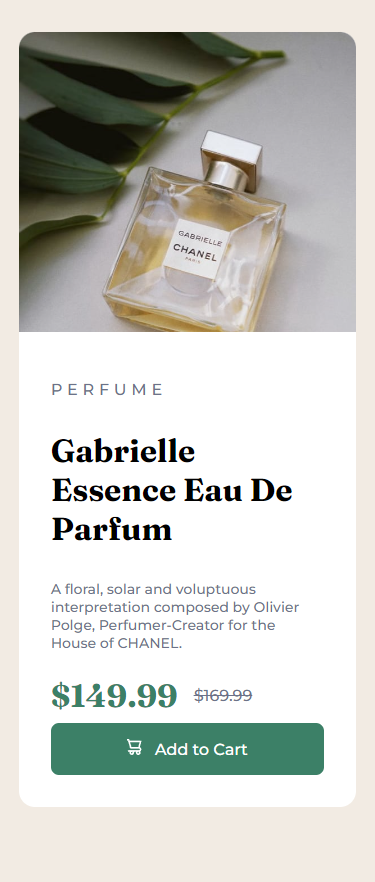 GABRIELLE
CHANEL
PARIS
PERFUME
Gabrielle
Essence Eau De
Parfum
A floral, solar and voluptuous
interpretation composed by Olivier
Polge, Perfumer-Creator for the
House of CHANEL.
$149.99 $169.99
Add to Cart